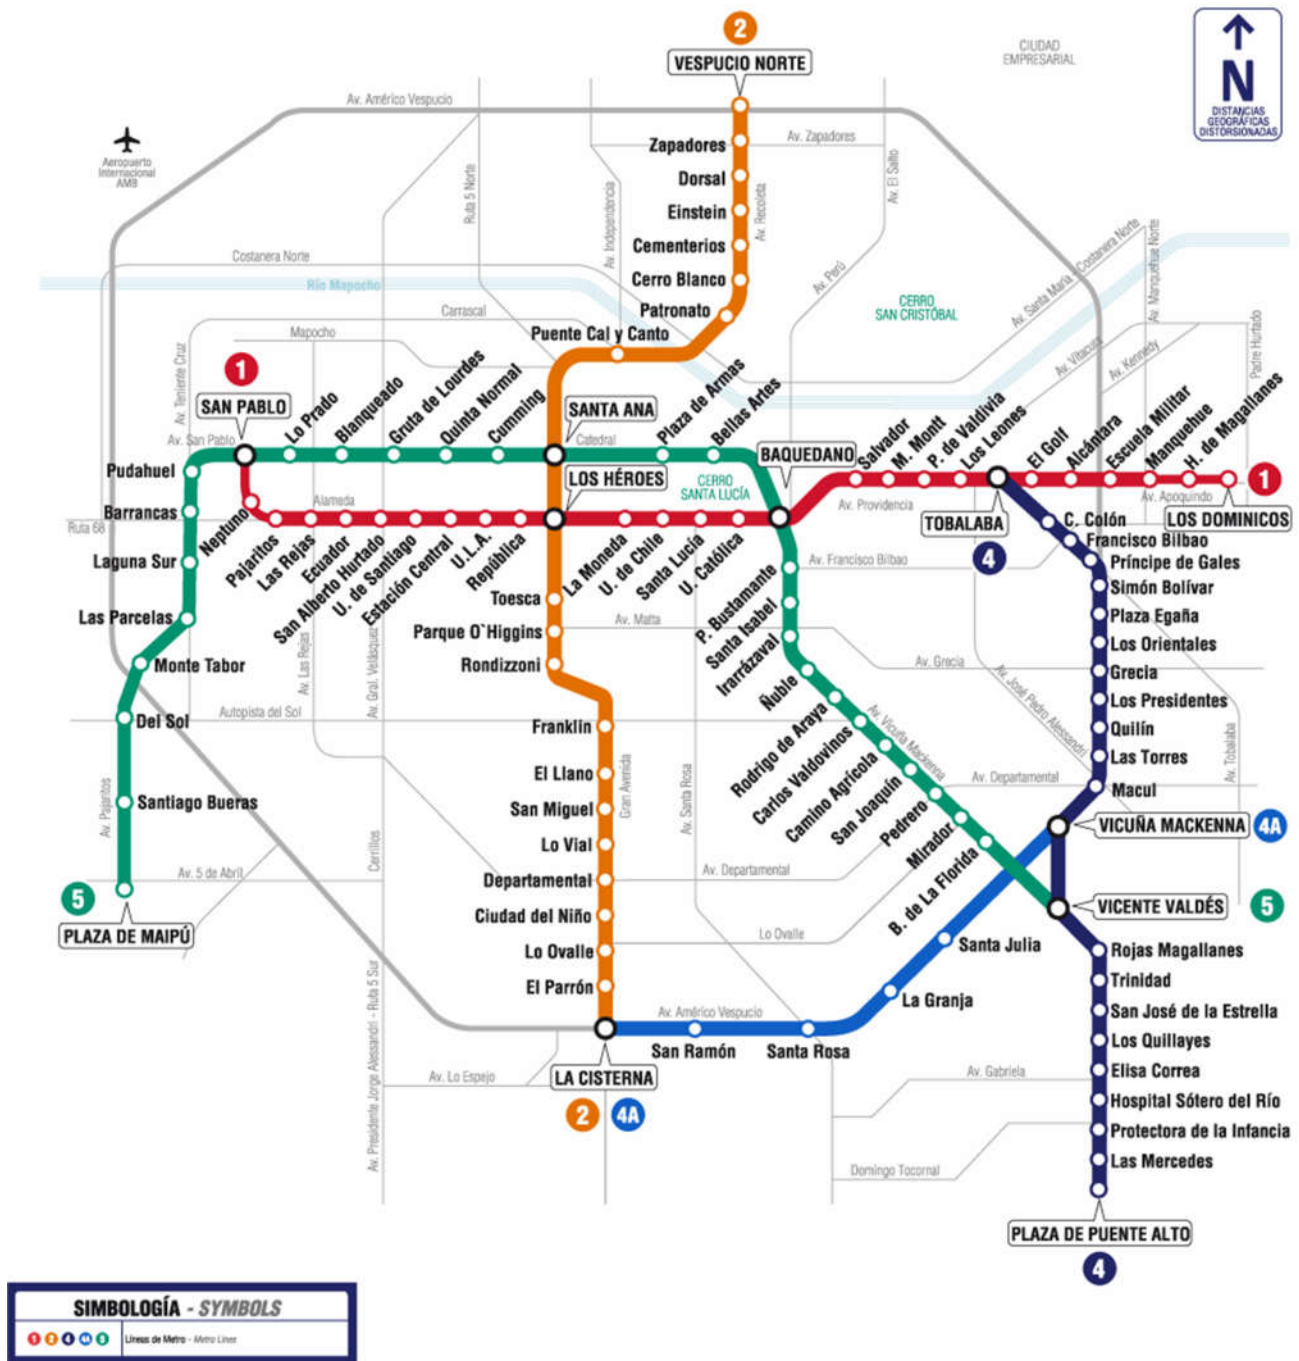 2
VESPUCIO NORTE
CIUDAD
EMPRESARIAL
N
DISTANCIAS
GEOGRÁFICAS
DISTORSIONADAS
Av. Américo Vespucio
Aeropuerto
Internacional
AMB
Ruta 5 Norte
Av. Independencia
Av. Recoleta
Av. Zapadores
Av. El Salto
Zapadores
Dorsal
Einstein
Cementerios
Cerro Blanco
Patronato
Puente Cal y Canto
Costanera Norte
Río Mapocho
Carrascal
Mapocho
Av. Teniente Cruz
Av. Perú
CERRO
SAN CRISTÓBAL
Av. Santa María - Costanera Norte
Av. Manquehue Norte
Av. Vitacura
Av. Kennedy
Padre Hurtado
1
SAN PABLO
Av. San Pablo
Lo Prado
Blanqueado
Gruta de Lourdes
Quinta Normal
Cumming
SANTA ANA
Catedral
Plaza de Armas
Bellas Artes
LOS HÉROES
CERRO
SANTA LUCÍA
BAQUEDANO
Salvador
M. Montt
P. de Valdivia
Los Leones
El Golf
Alcántara
Escuela Militar
Manquehue
H. de Magallanes
1
Av. Providencia
Av. Apoquindo
TOBALABA
4
LOS DOMINICOS
Pudahuel
Barrancas
Ruta 68
Laguna Sur
Las Parcelas
Monte Tabor
Del Sol
Santiago Bueras
Av. Pajaritos
5
PLAZA DE MAIPÚ
Alameda
Neptuno
Pajaritos
Las Rejas
Ecuador
San Alberto Hurtado
U. de Santiago
Estación Central
U.L.A.
República
La Moneda
U. de Chile
Santa Lucía
U. Católica
Av. Las Rejas
Av. Gral. Velásquez
Autopista del Sol
Av. 5 de Abril
Cerrillos
Av. Presidente Jorge Alessandri - Ruta 5 Sur
Toesca
Parque O`Higgins
Rondizzoni
Franklin
El Llano
San Miguel
Lo Vial
Departamental
Ciudad del Niño
Lo Ovalle
El Parrón
Gran Avenida
Av. Santa Rosa
Av. Matta
P. Bustamante
Santa Isabel
Irarrázaval
Ñuble
Rodrigo de Araya
Carlos Valdovinos
Camino Agrícola
San Joaquín
Pedrero
Mirador
B. de La Florida
Av. Vicuña Mackenna
Av. Francisco Bilbao
Av. Grecia
Av. José Pedro Alessandri
Av. Departamental
Av. Tobalaba
C. Colón
Francisco Bilbao
Príncipe de Gales
Simón Bolívar
Plaza Egaña
Los Orientales
Grecia
Los Presidentes
Quilín
Las Torres
Macul
VICUÑA MACKENNA
4A
VICENTE VALDÉS
5
Av. Departamental
Lo Ovalle
Santa Julia
La Granja
Av. Américo Vespucio
San Ramón
Santa Rosa
LA CISTERNA
2
4A
Av. Lo Espejo
Av. Gabriela
Domingo Tocornal
Rojas Magallanes
Trinidad
San José de la Estrella
Los Quillayes
Elisa Correa
Hospital Sótero del Río
Protectora de la Infancia
Las Mercedes
PLAZA DE PUENTE ALTO
4
SIMBOLOGÍA - SYMBOLS
1 2 4 4A 5 Líneas de Metro - Metro Lines